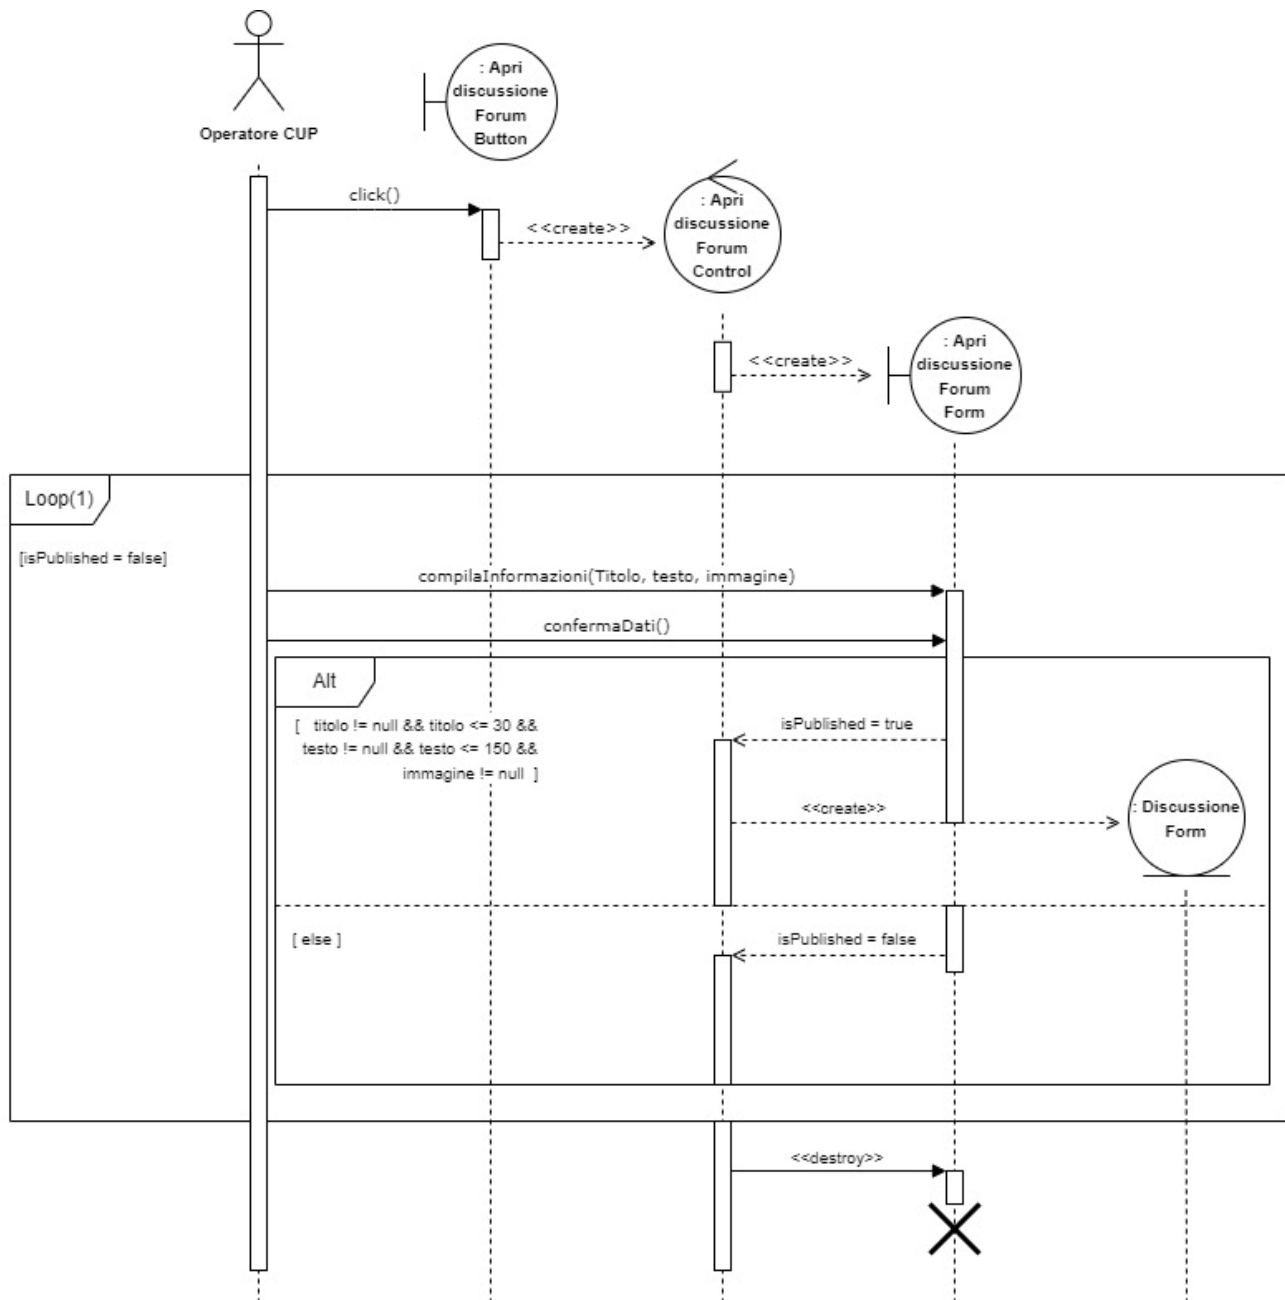 Operatore CUP
: Apri
discussione
Forum
Button
click()
<<create>>
: Apri
discussione
Forum
Control
<<create>>
: Apri
discussione
Forum
Form
Loop(1)
[isPublished = false]
compilaInformazioni(Titolo, testo, immagine)
confermaDati()
Alt
[ titolo != null && titolo <= 30 &&
testo != null && testo <= 150 &&
immagine != null ]
isPublished = true
<<create>>
: Discussione
Form
[ else ]
isPublished = false
<<destroy>>